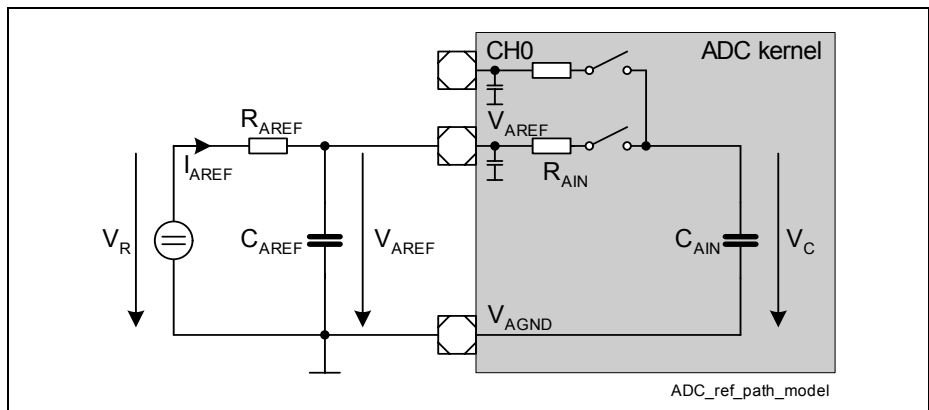 CH0
ADC kernel
R_AREF
V_AREF
I_AREF
R_AIN
V_R
C_AREF
V_AREF
C_AIN
V_C
V_AGND
ADC_ref_path_model